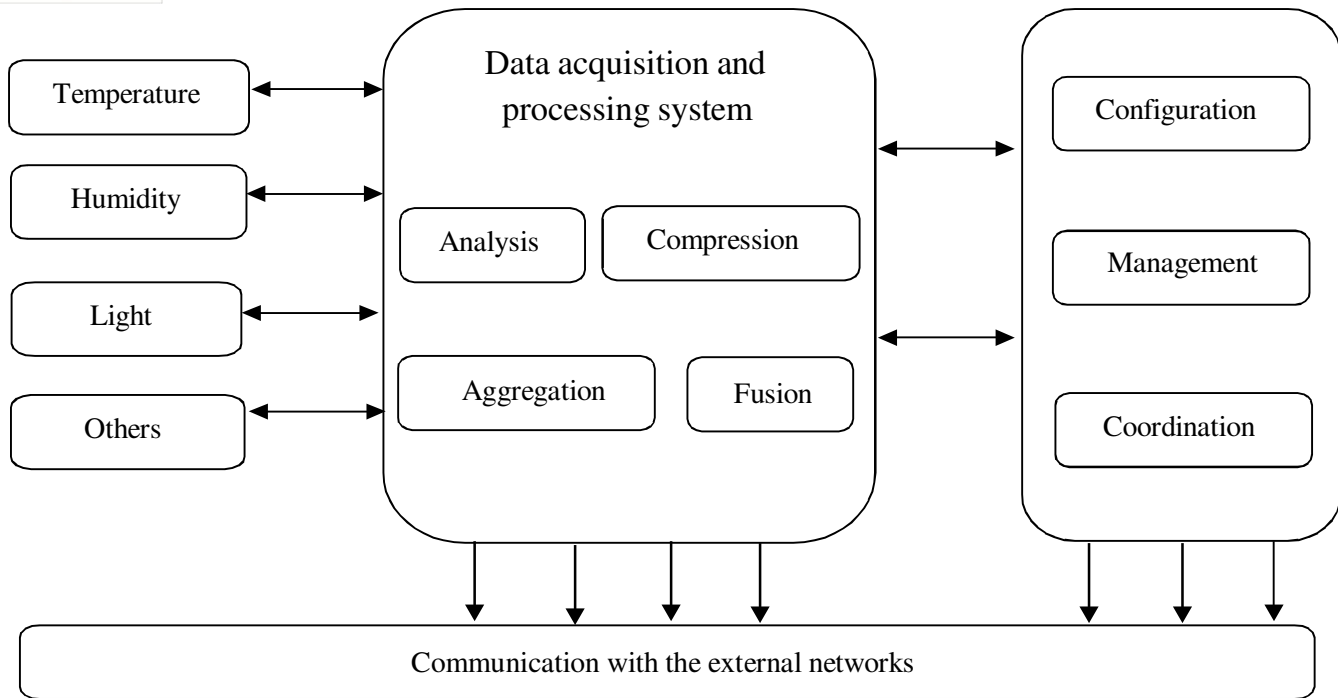 Temperature
Humidity
Light
Others
Data acquisition and
processing system
Analysis
Compression
Aggregation
Fusion
Configuration
Management
Coordination
Communication with the external networks